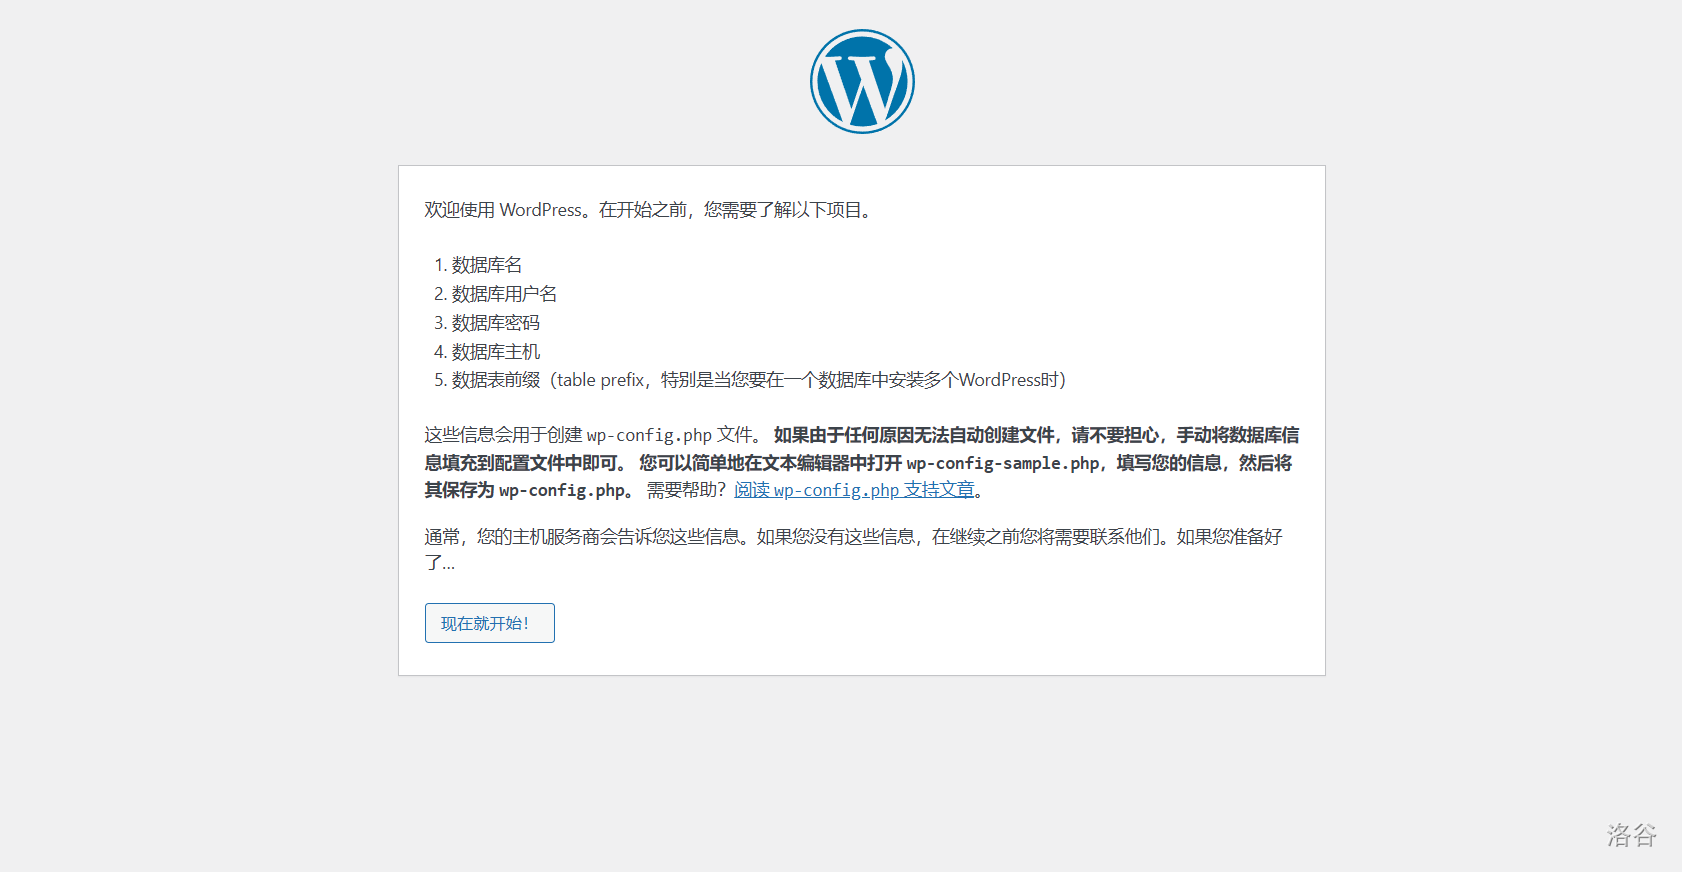 欢迎使用 WordPress。在开始之前，您需要了解以下项目。
1. 数据库名
2. 数据库用户名
3. 数据库密码
4. 数据库主机
5. 数据表前缀（table prefix，特别是当您要在一个数据库中安装多个WordPress时）
这些信息会用于创建 wp-config.php 文件。 如果由于任何原因无法自动创建文件，请不要担心，手动将数据库信
息填充到配置文件中即可。 您可以简单地在文本编辑器中打开 wp-config-sample.php，填写您的信息，然后将
其保存为 wp-config.php。 需要帮助？阅读 wp-config.php 支持文章。
通常，您的主机服务商会告诉您这些信息。如果您没有这些信息，在继续之前您将需要联系他们。如果您准备好
了...
现在就开始！
洛谷